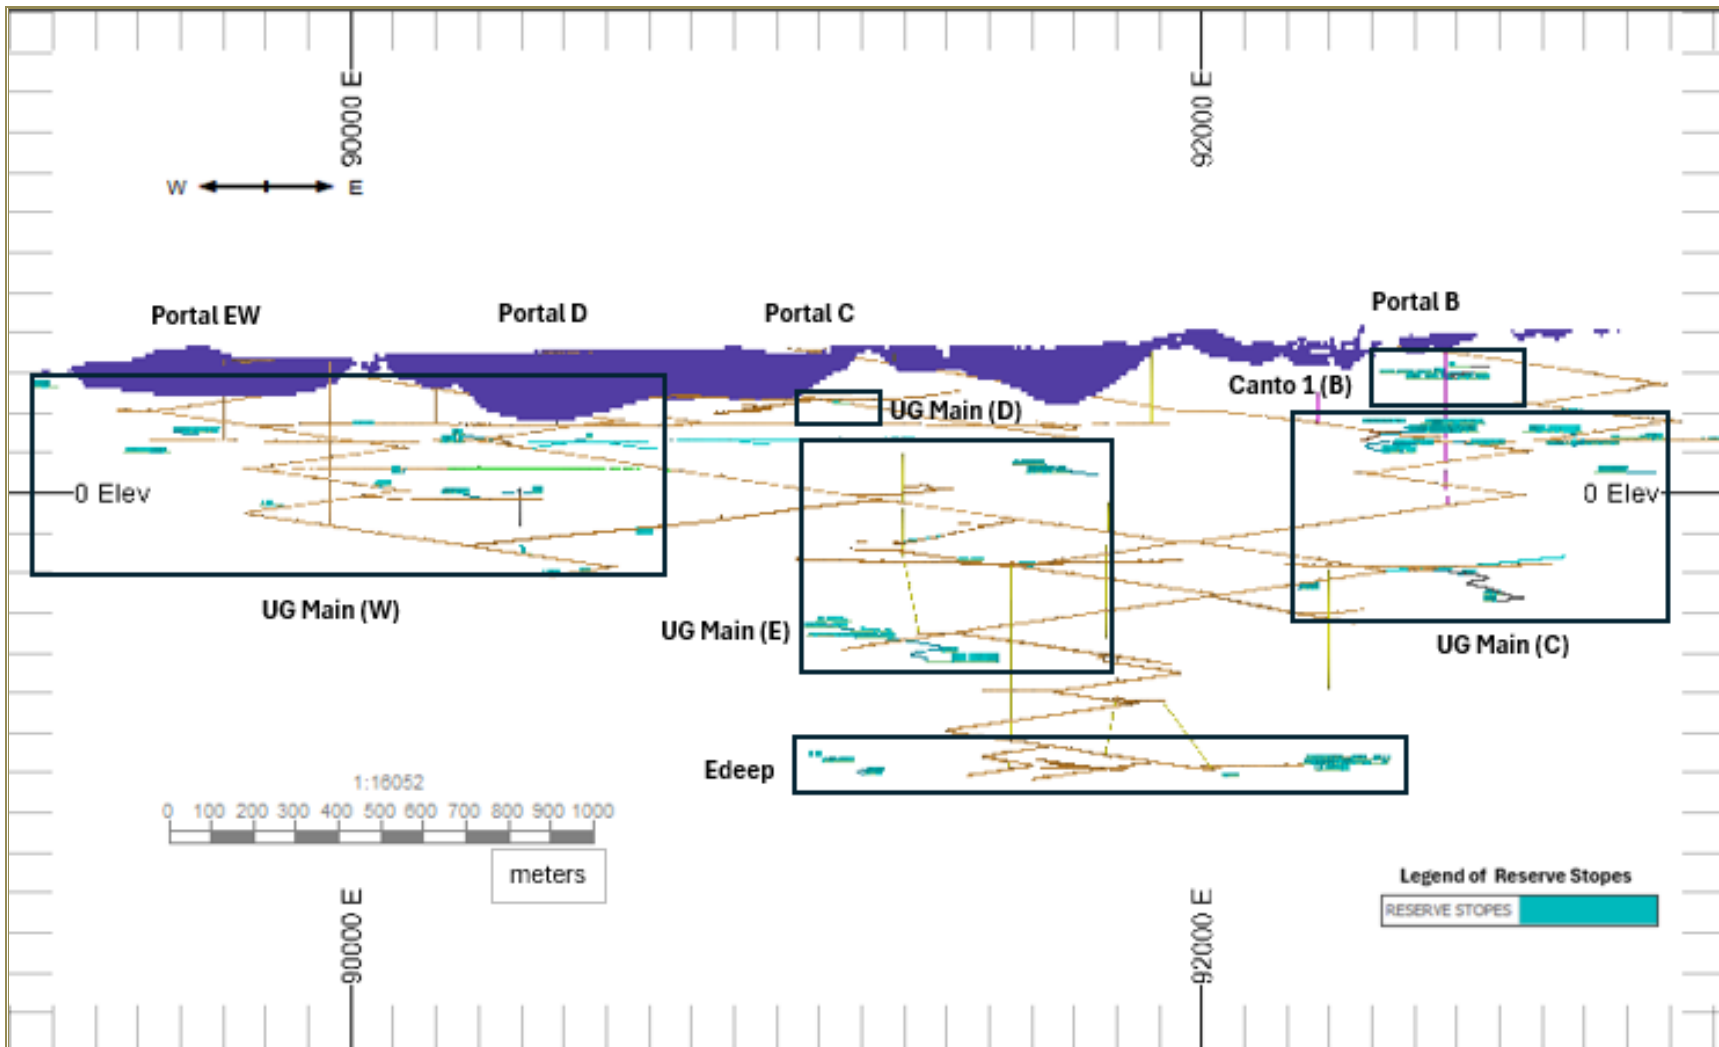 90000 E
92000 E
W E
Portal EW
Portal D
Portal C
Portal B
Canto 1 (B)
UG Main (D)
0 Elev
0 Elev
UG Main (W)
UG Main (E)
UG Main (C)
Edeep
1:16052
0 100 200 300 400 500 600 700 800 900 1000
meters
Legend of Reserve Stopes
RESERVE STOPES
90000 E
92000 E